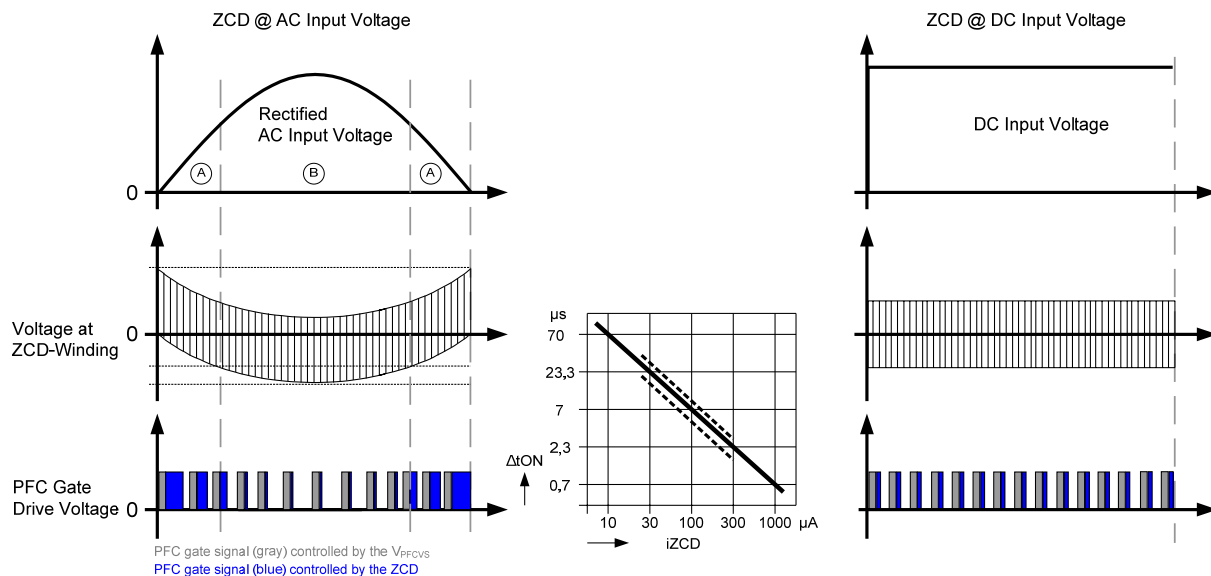 ZCD @ AC Input Voltage
ZCD @ DC Input Voltage
Rectified
AC Input Voltage
DC Input Voltage
A
B
A
0
0
Voltage at
ZCD-Winding
0
µs
70
23,3
7
2,3
0,7
ΔtON
10
30
100
300
1000
µA
iZCD
PFC Gate
Drive Voltage
0
PFC gate signal (gray) controlled by the VPFCVS
PFC gate signal (blue) controlled by the ZCD